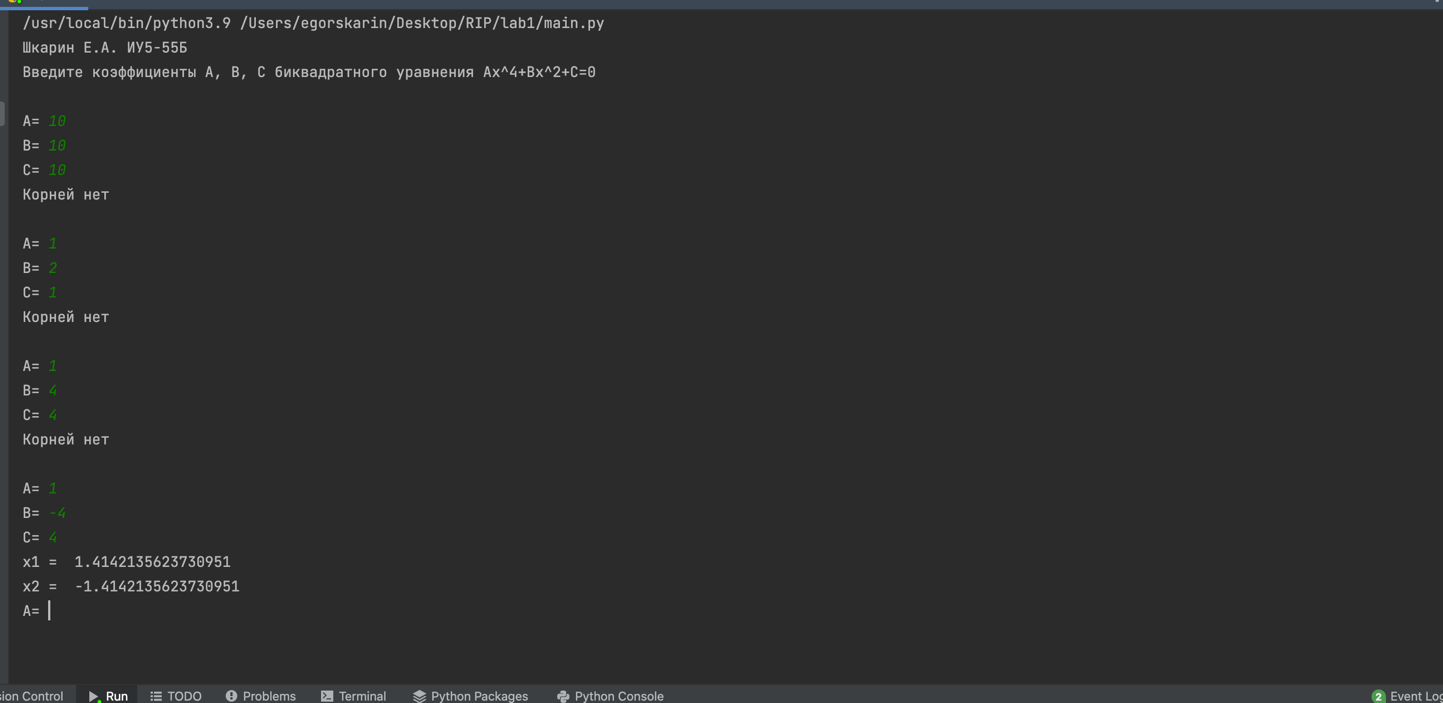 /usr/local/bin/python3.9 /Users/egorskarin/Desktop/RIP/lab1/main.py
Шкарин Е.А. ИУ5-55Б
Введите коэффициенты A, B, C биквадратного уравнения Ax^4+Bx^2+C=0
A= 10
B= 10
C= 10
Корней нет
A= 1
B= 2
C= 1
Корней нет
A= 1
B= 4
C= 4
Корней нет
A= 1
B= -4
C= 4
x1 =  1.4142135623730951
x2 =  -1.4142135623730951
A=
sion Control Run TODO Problems Terminal Python Packages Python Console 2 Event Log